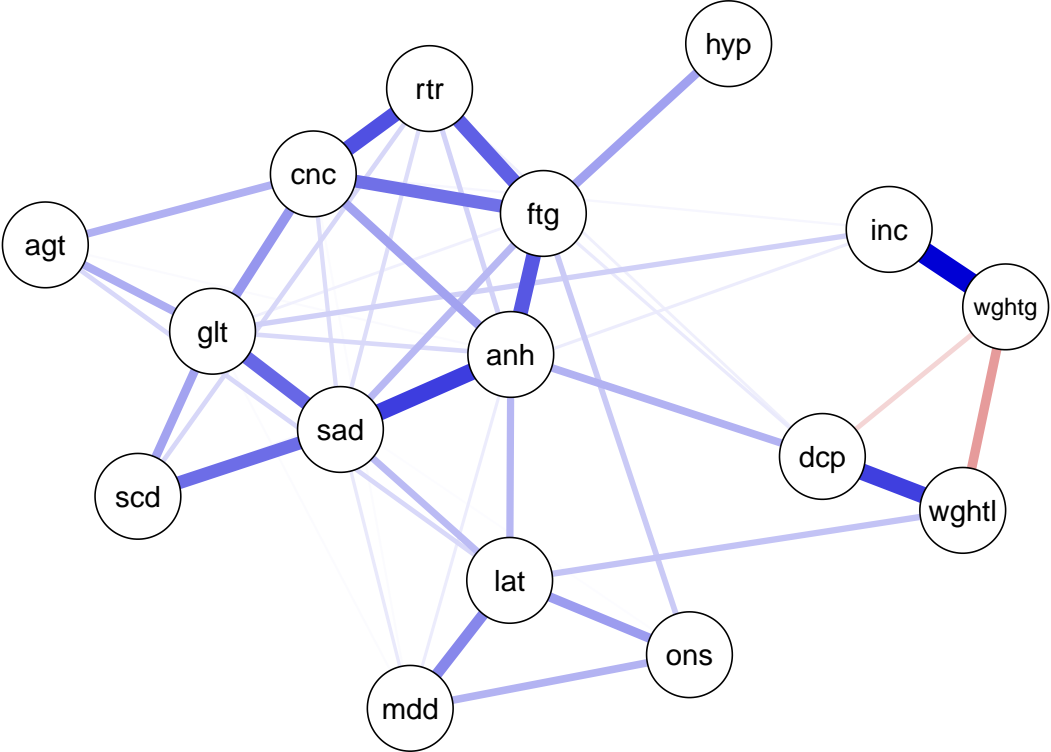 hyp
rtr
cnc
ftg
agt
inc
wghtg
glt
anh
sad
dcp
scd
wghtl
lat
ons
mdd